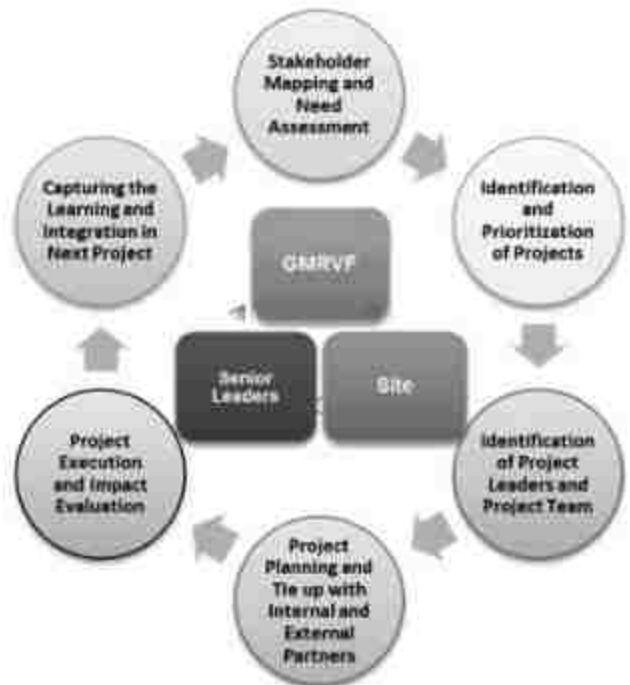 Stakeholder
Mapping and
Need
Assessment
Identification
and
Prioritization
of Projects
Identification
of Project
Leaders and
Project Team
Project
Planning and
Tie up with
Internal and
External
Partners
Project
Execution
and Impact
Evaluation
Capturing the
Learning and
Integration in
Next Project
GMRVF
Senior
Leaders
Site